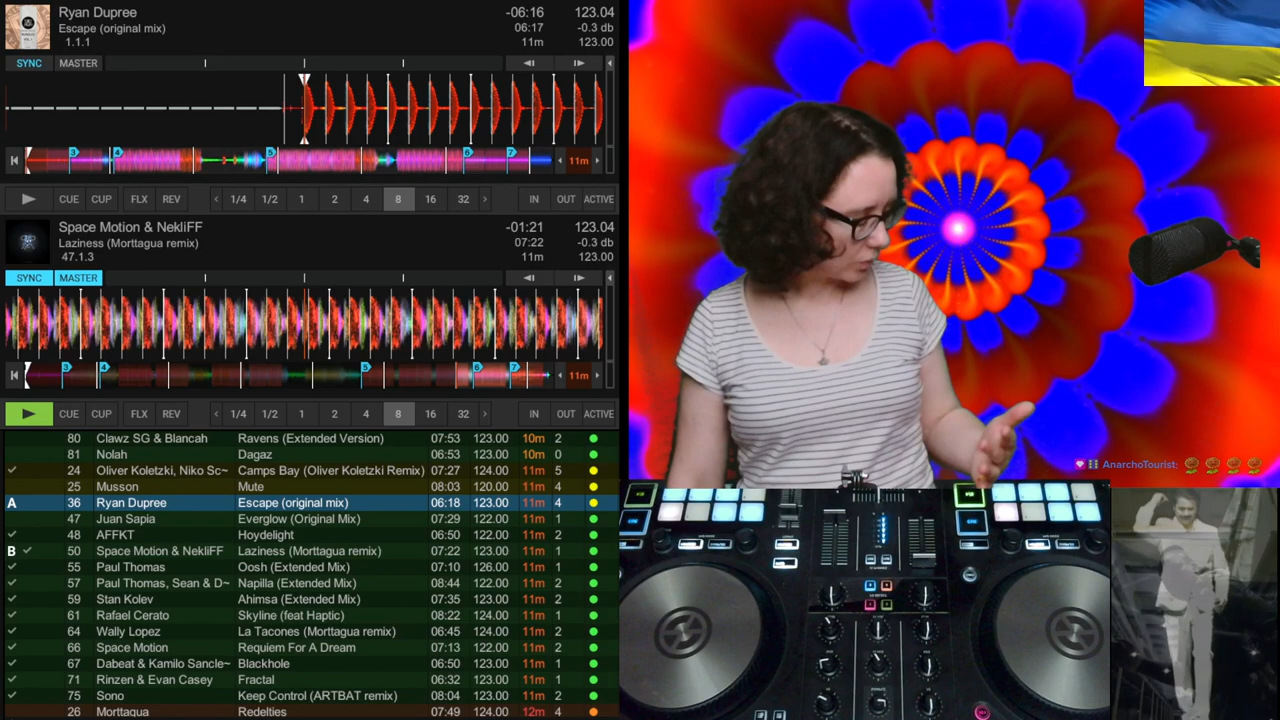 Ryan Dupree -06:16 123.04
Escape (original mix) 06:17 -0.3 db
1.1.1 11m 123.00
SYNC MASTER
3 4 5 6 7 11m
CUE CUP FLX REV 1/4 1/2 1 2 4 8 16 32 IN OUT ACTIVE
Space Motion & NekliFF -01:21 123.04
Laziness (Morttagua remix) 07:22 -0.3 db
47.1.3 11m 123.00
SYNC MASTER
3 4 5 6 7 11m
CUE CUP FLX REV 1/4 1/2 1 2 4 8 16 32 IN OUT ACTIVE
80 Clawz SG & Blancah Ravens (Extended Version) 07:53 123.00 10m 2
81 Nolah Dagaz 06:53 123.00 10m 0
24 Oliver Koletzki, Niko Sc~ Camps Bay (Oliver Koletzki Remix) 07:27 124.00 11m 5
25 Musson Mute 08:03 120.00 11m 4
A 36 Ryan Dupree Escape (original mix) 06:18 123.00 11m 4
47 Juan Sapia Everglow (Original Mix) 07:29 122.00 11m 1
48 AFFKT Hoydelight 06:50 122.00 11m 2
B 50 Space Motion & NekliFF Laziness (Morttagua remix) 07:22 123.00 11m 1
55 Paul Thomas Oosh (Extended Mix) 07:10 126.00 11m 1
57 Paul Thomas, Sean & D~ Napilla (Extended Mix) 08:44 122.00 11m 2
59 Stan Kolev Ahimsa (Extended Mix) 07:35 122.00 11m 1
61 Rafael Cerato Skyline (feat Haptic) 08:22 124.00 11m 1
64 Wally Lopez La Tacones (Morttagua remix) 06:45 123.00 11m 2
66 Space Motion Requiem For A Dream 07:13 122.00 11m 2
67 Dabeat & Kamilo Sancle~ Blackhole 06:50 123.00 11m 1
71 Rinzen & Evan Casey Fractal 06:32 123.00 11m 1
75 Sono Keep Control (ARTBAT remix) 08:04 123.00 11m 2
26 Morttagua Redelties 07:49 124.00 12m 4
AnarchoTourist: